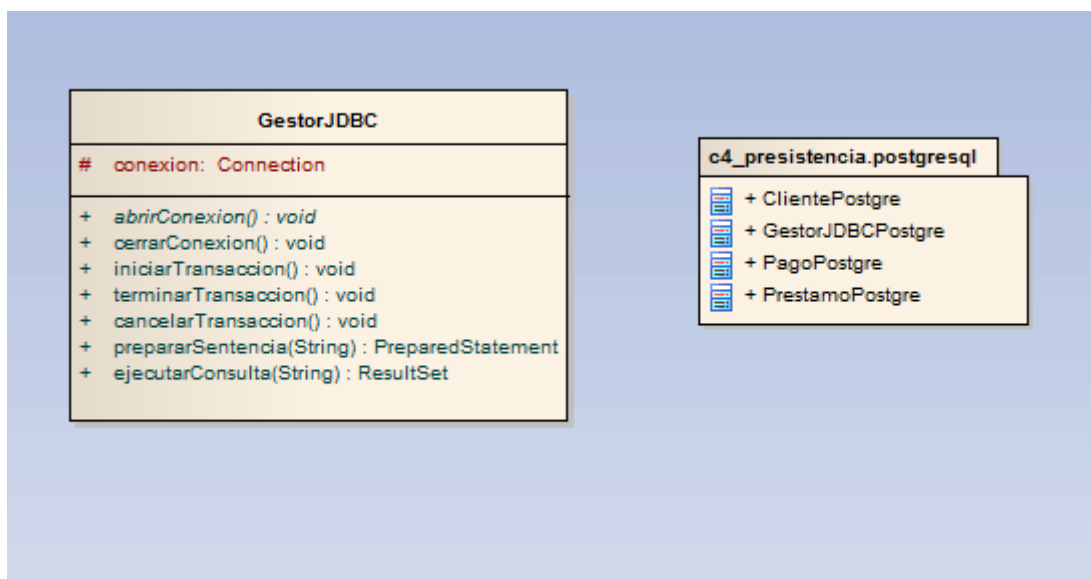 GestorJDBC
# conexion: Connection
+ abrirConexion() : void
+ cerrarConexion() : void
+ iniciarTransaccion() : void
+ terminarTransaccion() : void
+ cancelarTransaccion() : void
+ prepararSentencia(String) : PreparedStatement
+ ejecutarConsulta(String) : ResultSet
c4_presistencia.postgresql
+ ClientePostgre
+ GestorJDBCPostgre
+ PagoPostgre
+ PrestamoPostgre